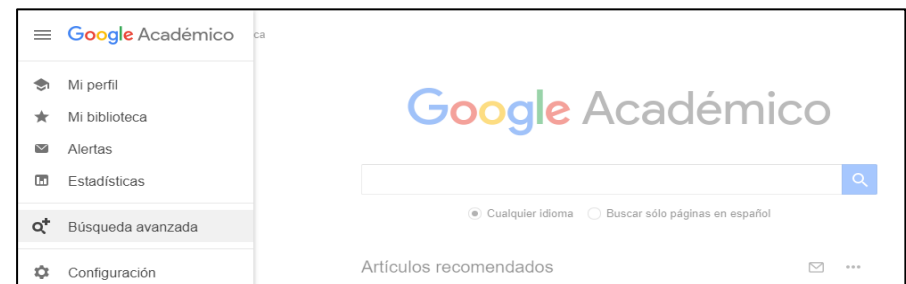 Google Académico
ca
Mi perfil
Mi biblioteca
Alertas
Estadísticas
Búsqueda avanzada
Configuración
Google Académico
Cualquier idioma
Buscar sólo páginas en español
Artículos recomendados